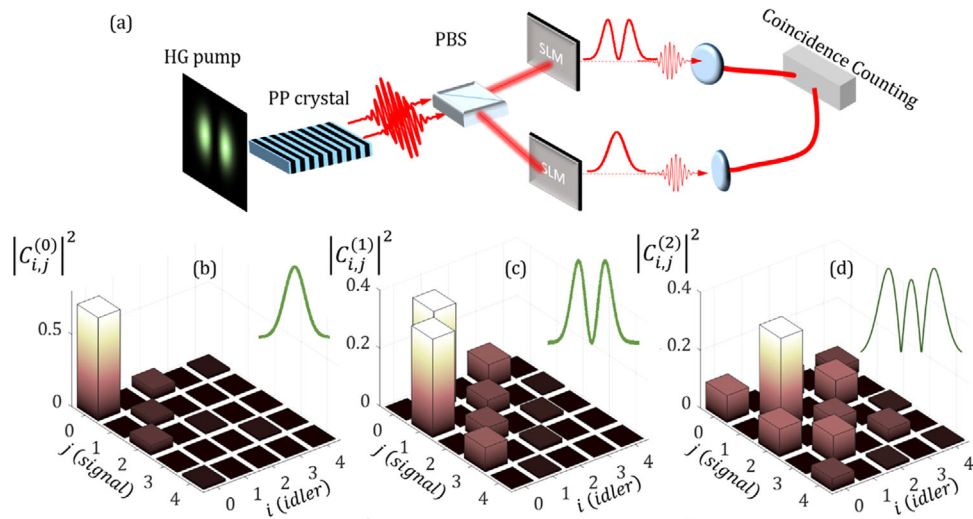 (a)
HG pump
PP crystal
PBS
SLM
SLM
Coincidence Counting
|C_{i,j}^{(0)}|^2
(b)
0.5
0
0 1 2 3 4
j (signal)
0 1 2 3 4
i (idler)
|C_{i,j}^{(1)}|^2
(c)
0.4
0.2
0
0 1 2 3 4
j (signal)
0 1 2 3 4
i (idler)
|C_{i,j}^{(2)}|^2
(d)
0.4
0.2
0
0 1 2 3 4
j (signal)
0 1 2 3 4
i (idler)